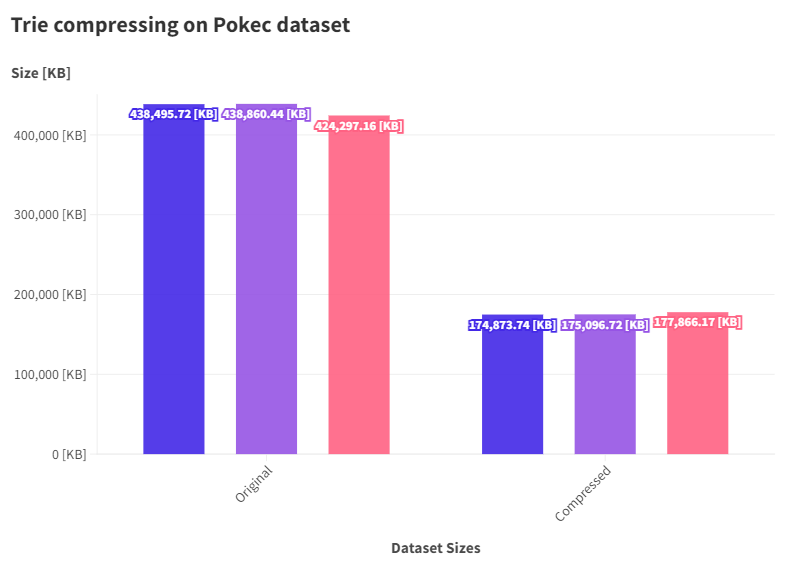 Trie compressing on Pokec dataset
Size [KB]
438,495.72 [KB]
438,860.44 [KB]
424,297.16 [KB]
400,000 [KB]
300,000 [KB]
200,000 [KB]
174,873.74 [KB]
175,096.72 [KB]
177,866.17 [KB]
100,000 [KB]
0 [KB]
Original
Compressed
Dataset Sizes